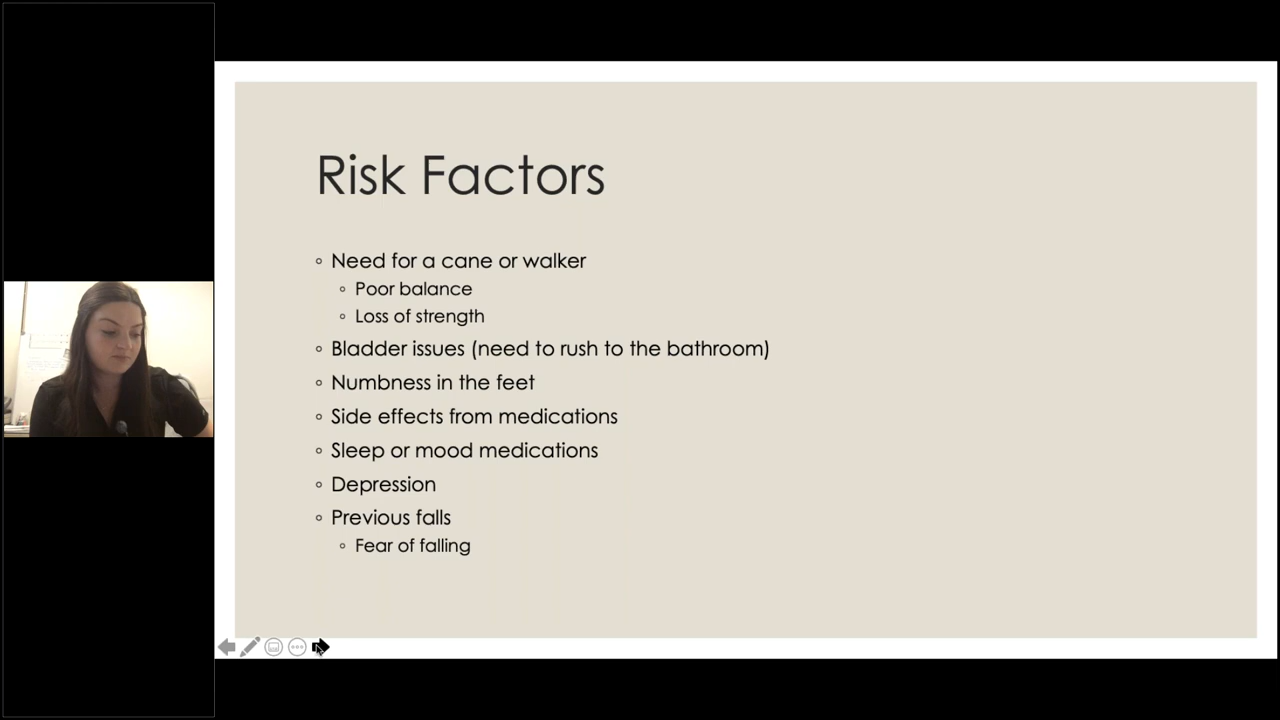 Risk Factors
Need for a cane or walker
Poor balance
Loss of strength
Bladder issues (need to rush to the bathroom)
Numbness in the feet
Side effects from medications
Sleep or mood medications
Depression
Previous falls
Fear of falling